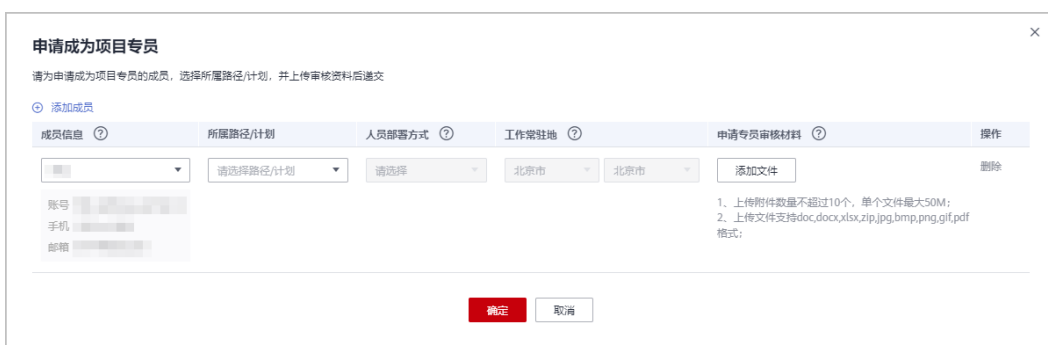 申请成为项目专员
请为申请成为项目专员的成员，选择所属路径/计划，并上传审核资料后递交
添加成员
成员信息 ? 所属路径/计划 人员部署方式 ? 工作常驻地 ? 申请专员审核材料 ? 操作
请选择路径/计划 请选择 北京市 北京市 添加文件 删除
账号
手机
邮箱
1、上传附件数量不超过10个，单个文件最大50M；
2、上传文件支持doc,docx,xlsx,zip,jpg,bmp,png,gif,pdf
格式；
确定 取消